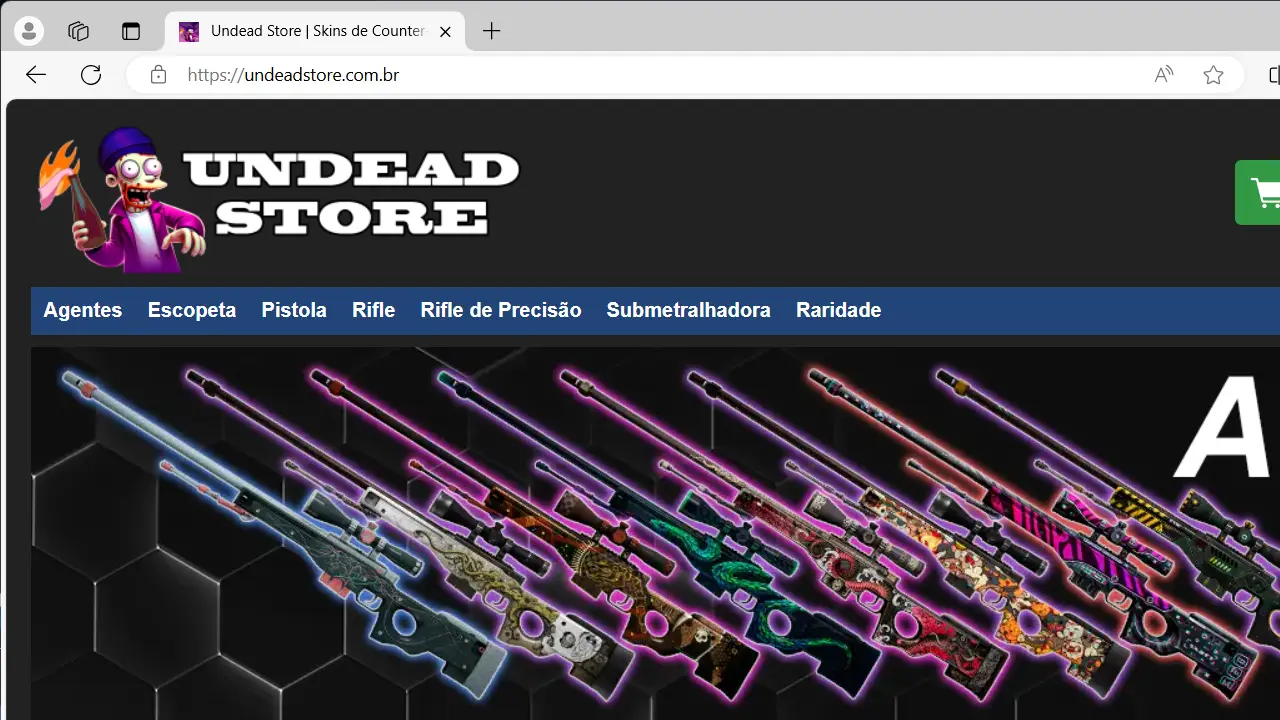 Undead Store | Skins de Counter-
https://undeadstore.com.br
UNDEAD
STORE
Agentes Escopeta Pistola Rifle Rifle de Precisão Submetralhadora Raridade
A